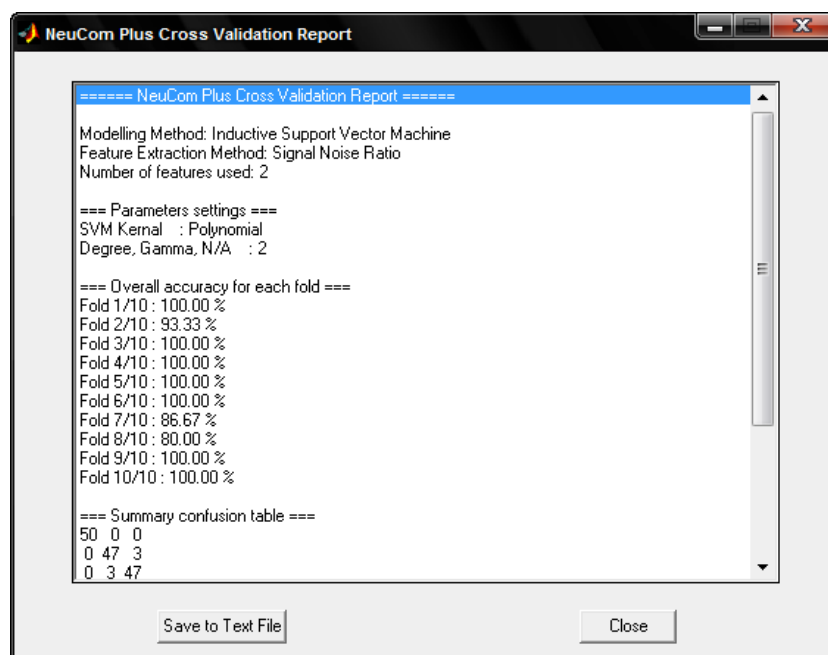 NeuCom Plus Cross Validation Report
====== NeuCom Plus Cross Validation Report ======
Modelling Method: Inductive Support Vector Machine
Feature Extraction Method: Signal Noise Ratio
Number of features used: 2
=== Parameters settings ===
SVM Kernal : Polynomial
Degree, Gamma, N/A : 2
=== Overall accuracy for each fold ===
Fold 1/10 : 100.00 %
Fold 2/10 : 93.33 %
Fold 3/10 : 100.00 %
Fold 4/10 : 100.00 %
Fold 5/10 : 100.00 %
Fold 6/10 : 100.00 %
Fold 7/10 : 86.67 %
Fold 8/10 : 80.00 %
Fold 9/10 : 100.00 %
Fold 10/10 : 100.00 %
=== Summary confusion table ===
50 0 0
0 47 3
0 3 47
Save to Text File
Close